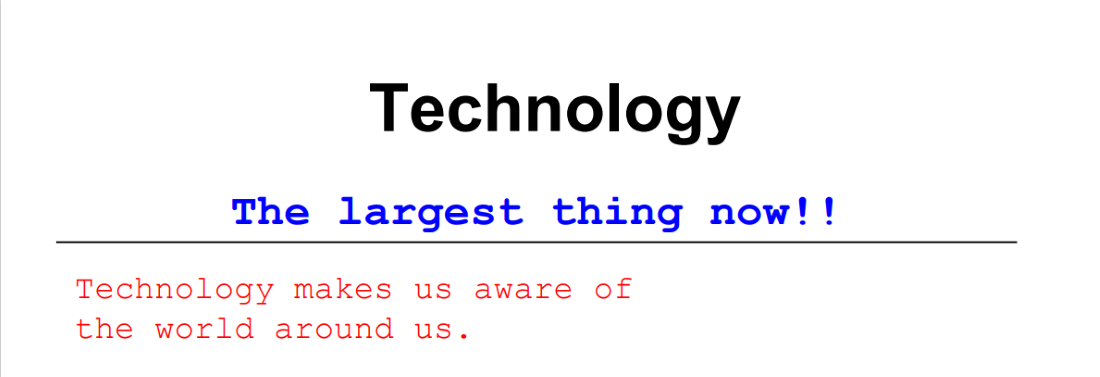 Technology
The largest thing now!!
Technology makes us aware of
the world around us.